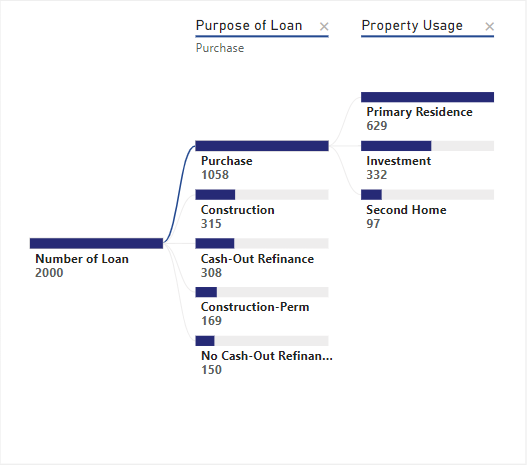 Purpose of Loan
Property Usage
Purchase
Primary Residence
629
Purchase
1058
Investment
332
Construction
315
Second Home
97
Number of Loan
2000
Cash-Out Refinance
308
Construction-Perm
169
No Cash-Out Refinan...
150